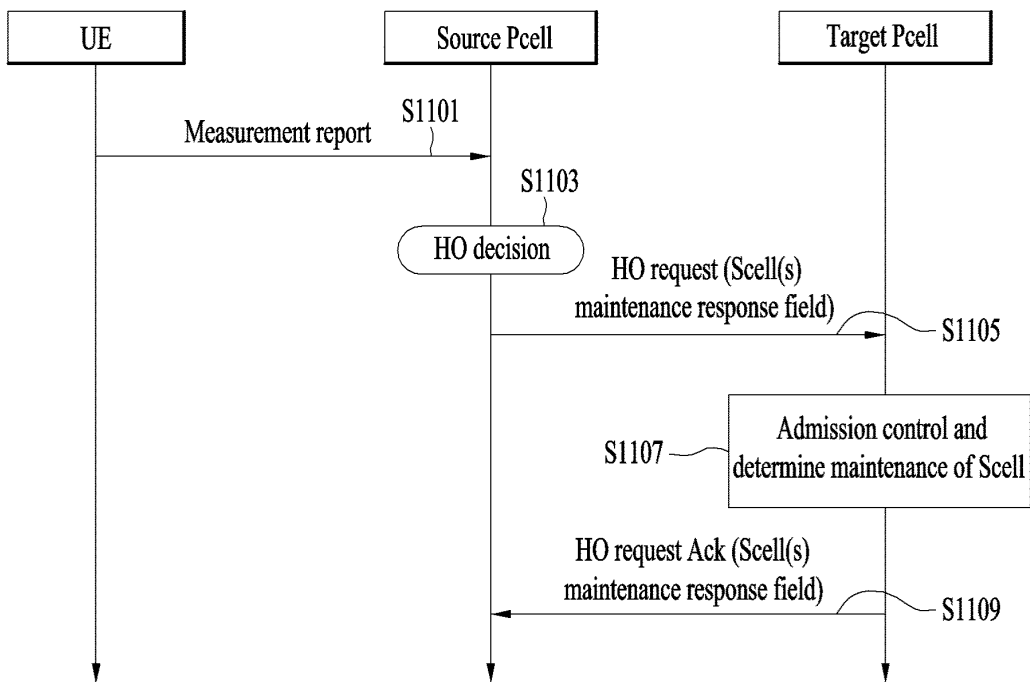 UE
Source Pcell
Target Pcell
S1101
Measurement report
S1103
HO decision
HO request (Scell(s)
maintenance response field)
S1105
Admission control and
determine maintenance of Scell
S1107
HO request Ack (Scell(s)
maintenance response field)
S1109